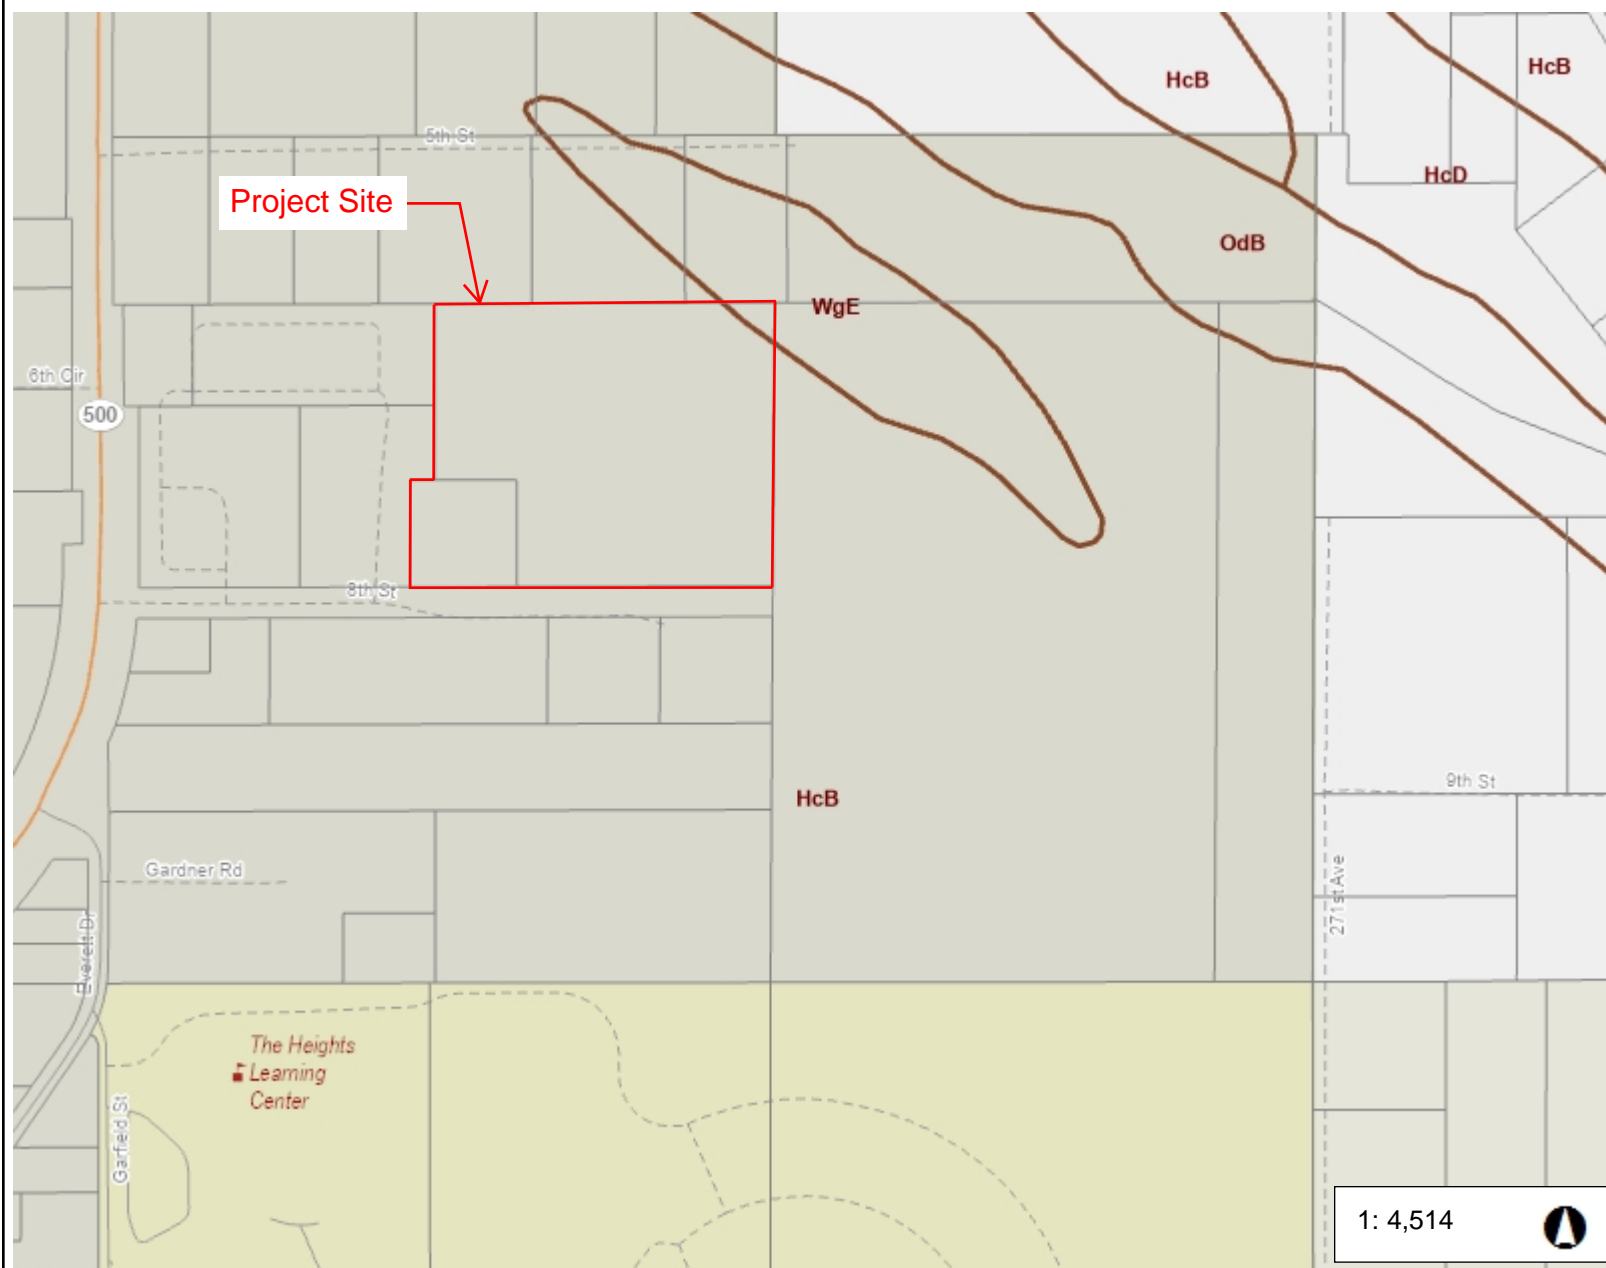 HcB
HcB
5th St
HcD
Project Site
OdB
WgE
6th Cir
500
8th St
9th St
HcB
Gardner Rd
271st Ave
Everett Dr
The Heights
Learning
Center
Garfield St
1: 4,514